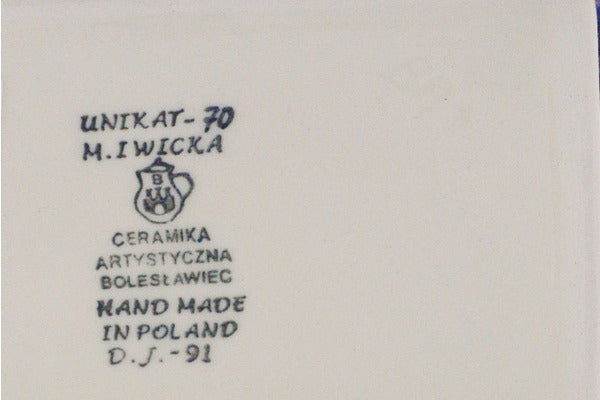 UNIKAT-70
M. IWICKA
B
CERAMIKA
ARTYSTYCZNA
BOLESŁAWIEC
HAND MADE
IN POLAND
D.J.-91